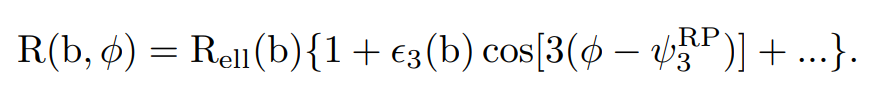 R(b, ϕ) = R_ell(b){1 + ϵ_3(b) cos[3(ϕ − ψ_3^RP)] + ...}.